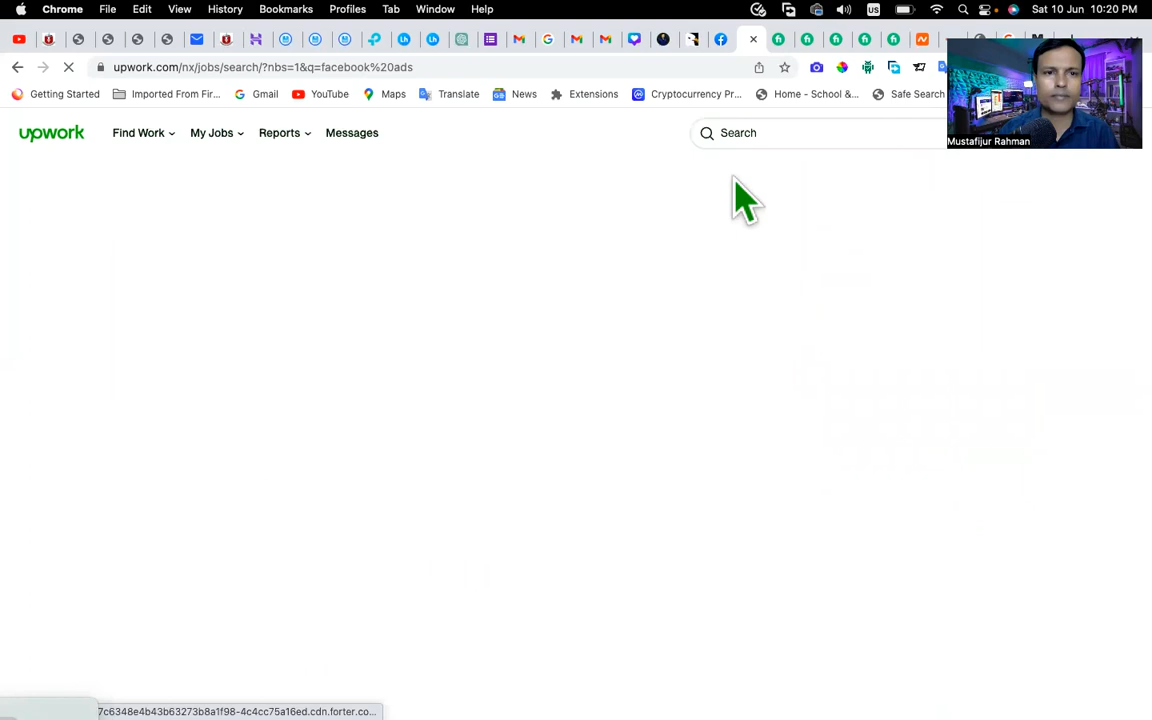 Chrome File Edit View History Bookmarks Profiles Tab Window Help US Sat 10 Jun 10:20 PM
upwork.com/nx/jobs/search/?nbs=1&q=facebook%20ads
Getting Started Imported From Fir... Gmail YouTube Maps Translate News Extensions Cryptocurrency Pr... Home - School &... Safe Search
upwork Find Work My Jobs Reports Messages Search
Mustafijur Rahman
7c6348e4b43b63273b8a1f98-4c4cc75a16ed.cdn.forter.co...